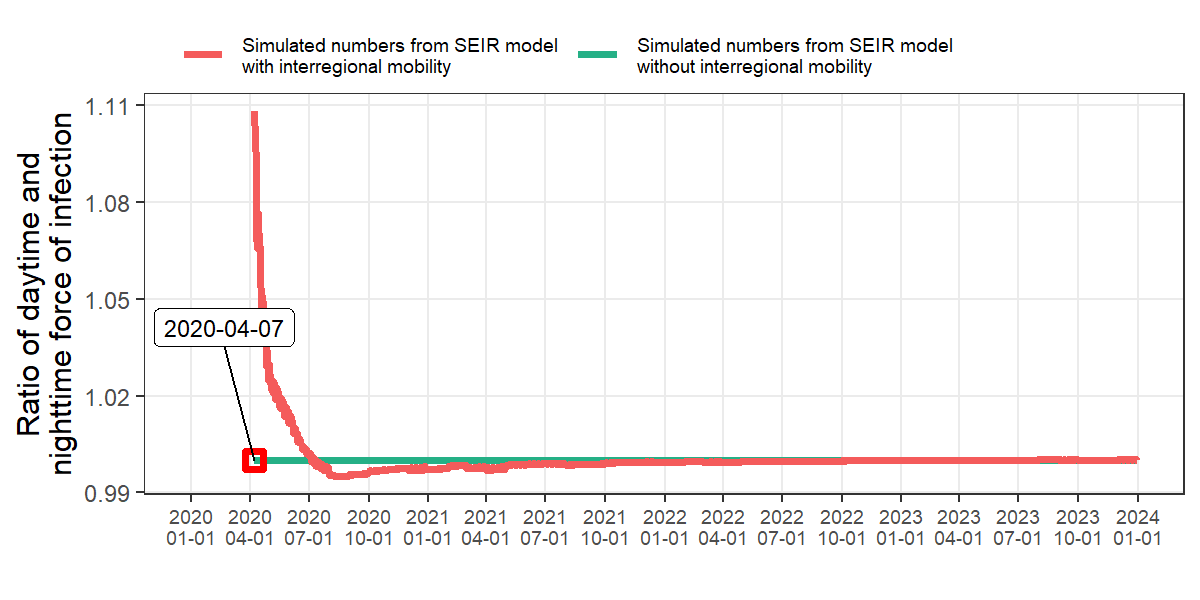 Simulated numbers from SEIR model
with interregional mobility
Simulated numbers from SEIR model
without interregional mobility
Ratio of daytime and
nighttime force of infection
1.11
1.08
1.05
1.02
0.99
2020-04-07
2020 2020 2020 2020 2021 2021 2021 2021 2022 2022 2022 2022 2023 2023 2023 2023 2024
01-01 04-01 07-01 10-01 01-01 04-01 07-01 10-01 01-01 04-01 07-01 10-01 01-01 04-01 07-01 10-01 01-01